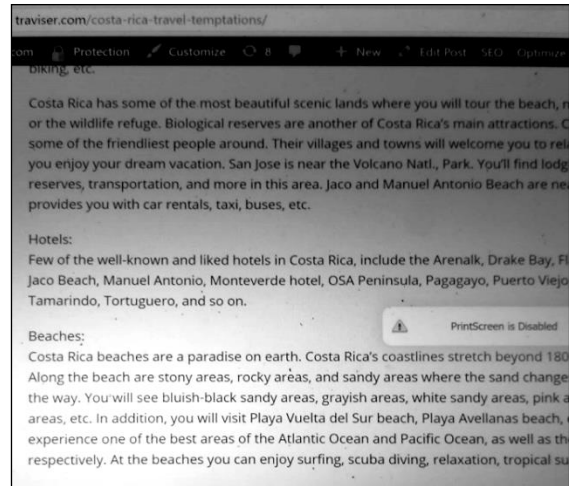 traviser.com/costa-rica-travel-temptations/
om Protection Customize 8 + New Edit Post SEO Optimize
biking, etc.
Costa Rica has some of the most beautiful scenic lands where you will tour the beach,
or the wildlife refuge. Biological reserves are another of Costa Rica's main attractions.
some of the friendliest people around. Their villages and towns will welcome you to
you enjoy your dream vacation. San Jose is near the Volcano Natl., Park. You'll find
reserves, transportation, and more in this area. Jaco and Manuel Antonio Beach are
provides you with car rentals, taxi, buses, etc.
Hotels:
Few of the well-known and liked hotels in Costa Rica, include the Arenalk, Drake Bay,
Jaco Beach, Manuel Antonio, Monteverde hotel, OSA Peninsula, Pagagayo, Puerto Viejo
Tamarindo, Tortuguero, and so on.
PrintScreen is Disabled
Beaches:
Costa Rica beaches are a paradise on earth. Costa Rica's coastlines stretch beyond 180
Along the beach are stony areas, rocky areas, and sandy areas where the sand change
the way. You will see bluish-black sandy areas, grayish areas, white sandy areas, pink
areas, etc. In addition, you will visit Playa Vuelta del Sur beach, Playa Avellanas beach,
experience one of the best areas of the Atlantic Ocean and Pacific Ocean, as well as
respectively. At the beaches you can enjoy surfing, scuba diving, relaxation, tropical